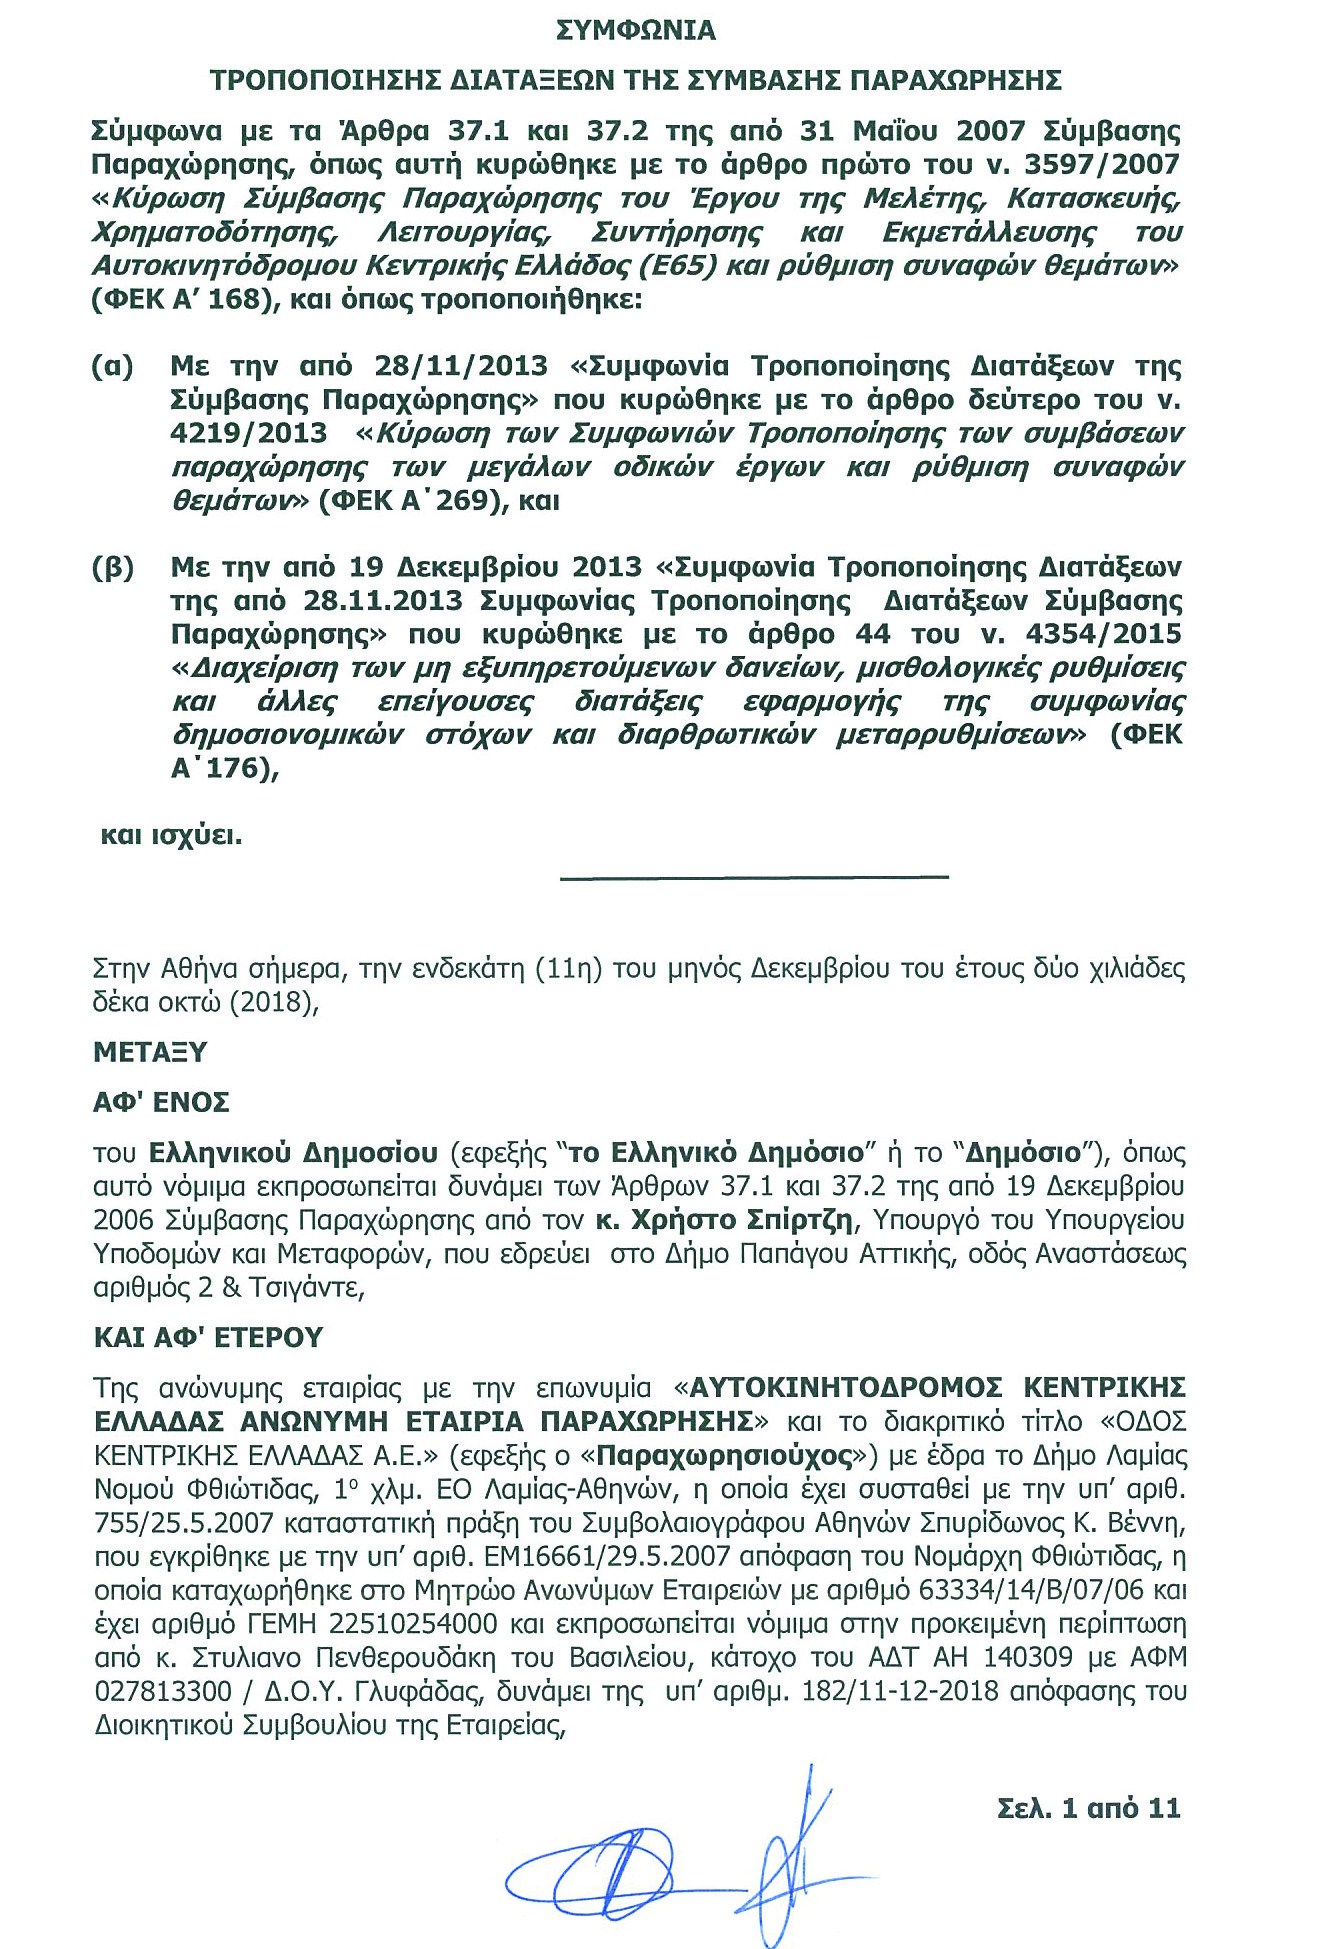 ΣΥΜΦΩΝΙΑ
ΤΡΟΠΟΠΟΙΗΣΗΣ ΔΙΑΤΑΞΕΩΝ ΤΗΣ ΣΥΜΒΑΣΗΣ ΠΑΡΑΧΩΡΗΣΗΣ
Σύμφωνα με τα Άρθρα 37.1 και 37.2 της από 31 Μαΐου 2007 Σύμβασης
Παραχώρησης, όπως αυτή κυρώθηκε με το άρθρο πρώτο του ν. 3597/2007
«Κύρωση Σύμβασης Παραχώρησης του Έργου της Μελέτης, Κατασκευής,
Χρηματοδότησης, Λειτουργίας, Συντήρησης και Εκμετάλλευσης του
Αυτοκινητόδρομου Κεντρικής Ελλάδος (Ε65) και ρύθμιση συναφών θεμάτων»
(ΦΕΚ Α’ 168), και όπως τροποποιήθηκε:
(α) Με την από 28/11/2013 «Συμφωνία Τροποποίησης Διατάξεων της
Σύμβασης Παραχώρησης» που κυρώθηκε με το άρθρο δεύτερο του ν.
4219/2013 «Κύρωση των Συμφωνιών Τροποποίησης των συμβάσεων
παραχώρησης των μεγάλων οδικών έργων και ρύθμιση συναφών
θεμάτων» (ΦΕΚ Α΄269), και
(β) Με την από 19 Δεκεμβρίου 2013 «Συμφωνία Τροποποίησης Διατάξεων
της από 28.11.2013 Συμφωνίας Τροποποίησης Διατάξεων Σύμβασης
Παραχώρησης» που κυρώθηκε με το άρθρο 44 του ν. 4354/2015
«Διαχείριση των μη εξυπηρετούμενων δανείων, μισθολογικές ρυθμίσεις
και άλλες επείγουσες διατάξεις εφαρμογής της συμφωνίας
δημοσιονομικών στόχων και διαρθρωτικών μεταρρυθμίσεων» (ΦΕΚ
Α΄176),
και ισχύει.
Στην Αθήνα σήμερα, την ενδεκάτη (11η) του μηνός Δεκεμβρίου του έτους δύο χιλιάδες
δέκα οκτώ (2018),
ΜΕΤΑΞΥ
ΑΦ' ΕΝΟΣ
του Ελληνικού Δημοσίου (εφεξής “το Ελληνικό Δημόσιο” ή το “Δημόσιο”), όπως
αυτό νόμιμα εκπροσωπείται δυνάμει των Άρθρων 37.1 και 37.2 της από 19 Δεκεμβρίου
2006 Σύμβασης Παραχώρησης από τον κ. Χρήστο Σπίρτζη, Υπουργό του Υπουργείου
Υποδομών και Μεταφορών, που εδρεύει στο Δήμο Παπάγου Αττικής, οδός Αναστάσεως
αριθμός 2 & Τσιγάντε,
ΚΑΙ ΑΦ' ΕΤΕΡΟΥ
Της ανώνυμης εταιρίας με την επωνυμία «ΑΥΤΟΚΙΝΗΤΟΔΡΟΜΟΣ ΚΕΝΤΡΙΚΗΣ
ΕΛΛΑΔΑΣ ΑΝΩΝΥΜΗ ΕΤΑΙΡΙΑ ΠΑΡΑΧΩΡΗΣΗΣ» και το διακριτικό τίτλο «ΟΔΟΣ
ΚΕΝΤΡΙΚΗΣ ΕΛΛΑΔΑΣ Α.Ε.» (εφεξής ο «Παραχωρησιούχος») με έδρα το Δήμο Λαμίας
Νομού Φθιώτιδας, 1ο χλμ. ΕΟ Λαμίας-Αθηνών, η οποία έχει συσταθεί με την υπ’ αριθ.
755/25.5.2007 καταστατική πράξη του Συμβολαιογράφου Αθηνών Σπυρίδωνος Κ. Βέννη,
που εγκρίθηκε με την υπ’ αριθ. ΕΜ16661/29.5.2007 απόφαση του Νομάρχη Φθιώτιδας, η
οποία καταχωρήθηκε στο Μητρώο Ανωνύμων Εταιρειών με αριθμό 63334/14/Β/07/06 και
έχει αριθμό ΓΕΜΗ 22510254000 και εκπροσωπείται νόμιμα στην προκειμένη περίπτωση
από κ. Στυλιανο Πενθερουδάκη του Βασιλείου, κάτοχο του ΑΔΤ ΑΗ 140309 με ΑΦΜ
027813300 / Δ.Ο.Υ. Γλυφάδας, δυνάμει της υπ’ αριθμ. 182/11-12-2018 απόφασης του
Διοικητικού Συμβουλίου της Εταιρείας,
Σελ. 1 από 11